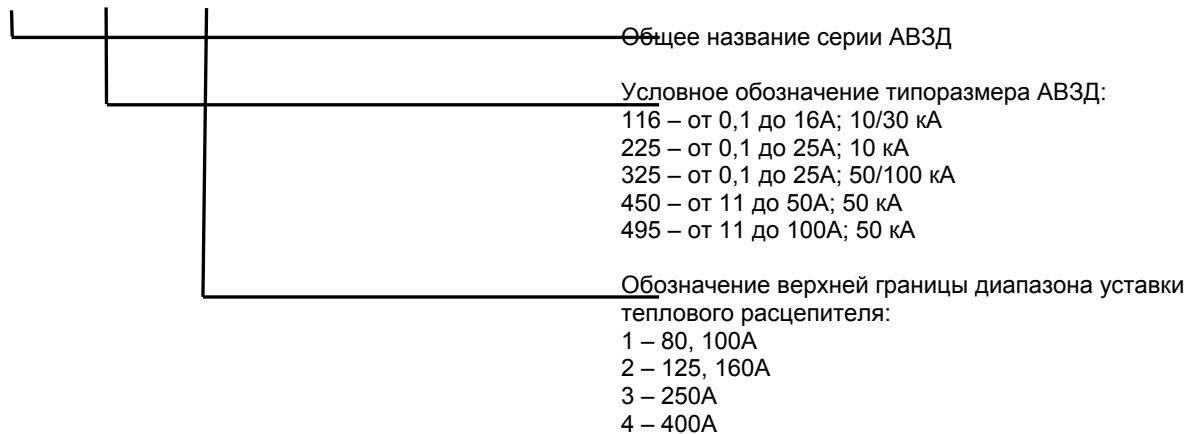 Общее название серии АВЗД
Условное обозначение типоразмера АВЗД:
116 – от 0,1 до 16А; 10/30 кА
225 – от 0,1 до 25А; 10 кА
325 – от 0,1 до 25А; 50/100 кА
450 – от 11 до 50А; 50 кА
495 – от 11 до 100А; 50 кА
Обозначение верхней границы диапазона уставки
теплового расцепителя:
1 – 80, 100А
2 – 125, 160А
3 – 250А
4 – 400А